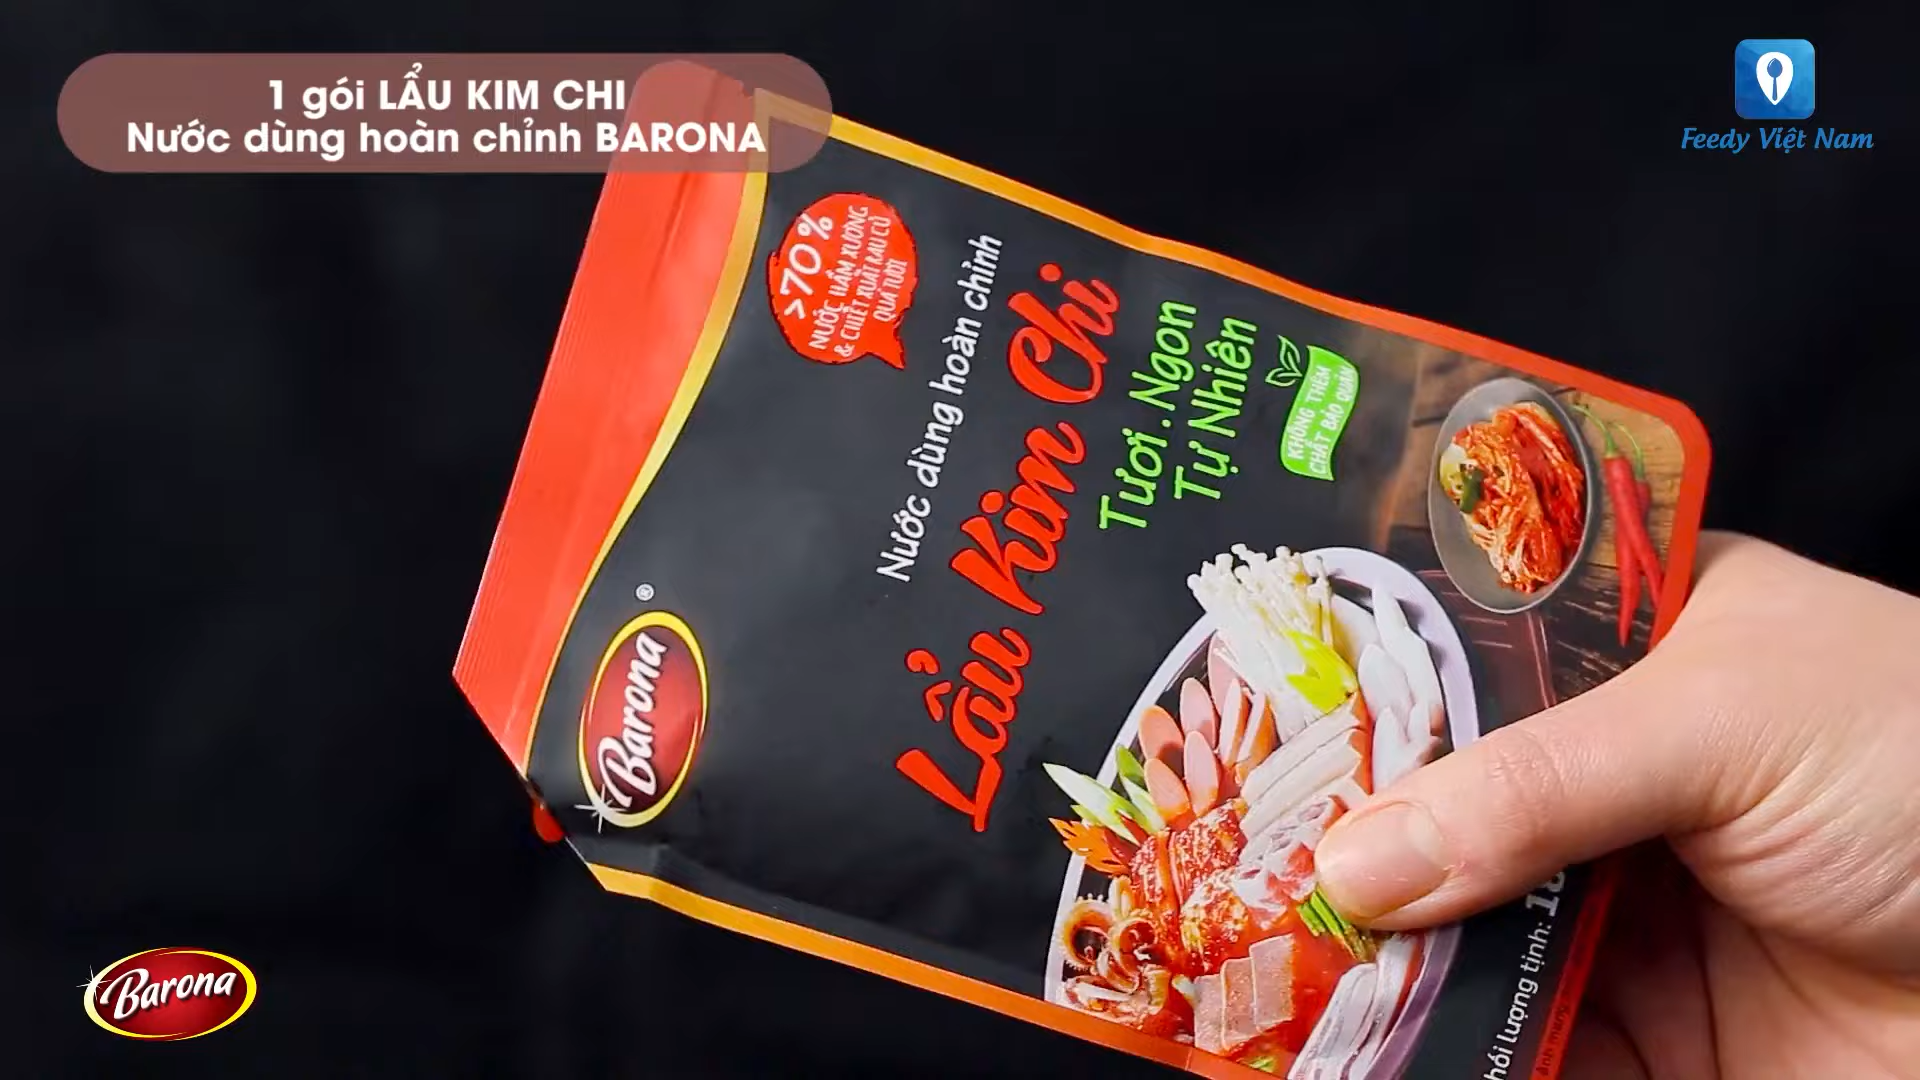 1 gói LẨU KIM CHI
Nước dùng hoàn chỉnh BARONA
Feedy Việt Nam
>70%
NƯỚC HẦM XƯƠNG
& CHIẾT XUẤT RAU CỦ
QUẢ TƯƠI
Nước dùng hoàn chỉnh
Lẩu Kim Chi
Tươi.Ngon
Tự Nhiên
KHÔNG THÊM
CHẤT BẢO QUẢN
Barona
®
lượng tịnh:
Barona